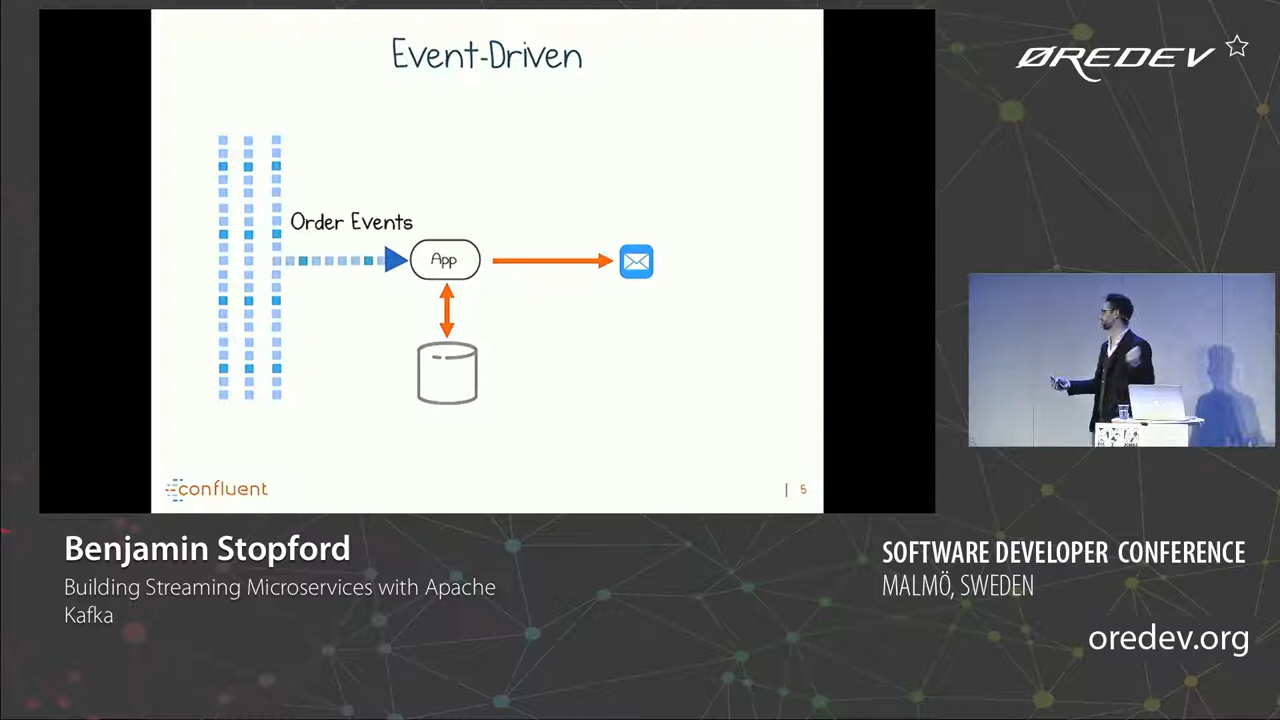 Event-Driven
Order Events
App
confluent
| 5
ØREDEV
Benjamin Stopford
Building Streaming Microservices with Apache
Kafka
SOFTWARE DEVELOPER CONFERENCE
MALMÖ, SWEDEN
oredev.org